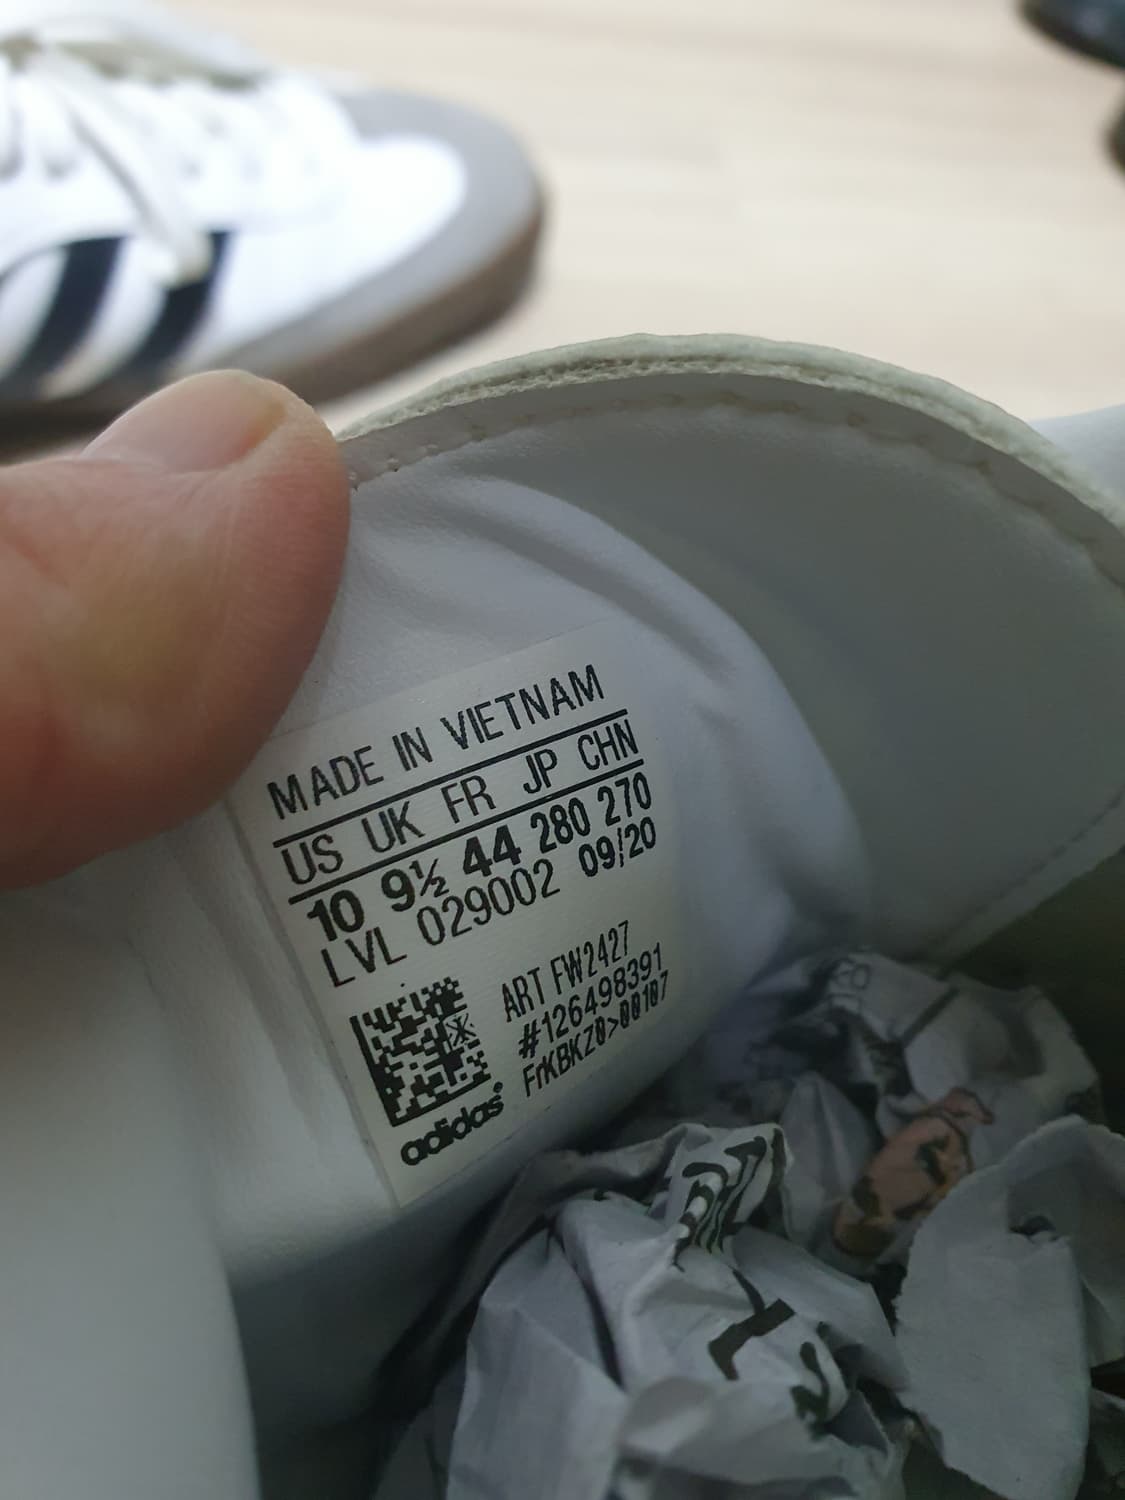 MADE IN VIETNAM
US UK FR JP CHN
10 9½ 44 280 270
LVL 029002 09/20
ART FW2427
#126498391
FrKBKZ0>00107
adidas